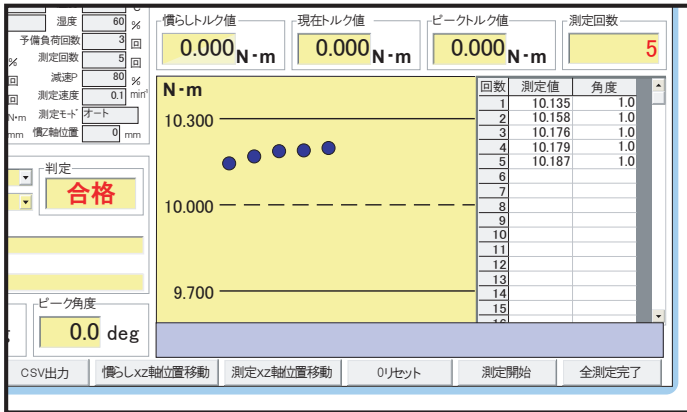 湿度 60 %
予備負荷回数 3 回
% 測定回数 5 回
回 減速P 80 %
回 測定速度 0.1 min
N・m 測定モード オート
mm 慣Z軸位置 0 mm
慣らしトルク値
0.000 N・m
現在トルク値
0.000 N・m
ピークトルク値
0.000 N・m
測定回数
5
判定
合格
ピーク角度
0.0 deg
N・m
10.300
10.000
9.700
回数 測定値 角度
1 10.135 1.0
2 10.158 1.0
3 10.176 1.0
4 10.179 1.0
5 10.187 1.0
6
7
8
9
10
11
12
13
14
15
CSV出力 慣らしxz軸位置移動 測定xz軸位置移動 0リセット 測定開始 全測定完了